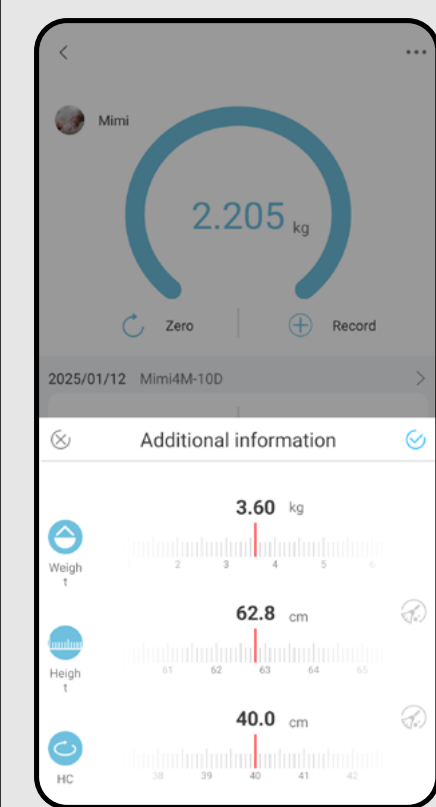 Mimi
2.205 kg
Zero Record
2025/01/12 Mimi4M-10D
Additional information
3.60 kg
2 3 4 5 6
Weigh
t
62.8 cm
61 62 63 64 65
Heigh
t
40.0 cm
38 39 40 41 42
HC